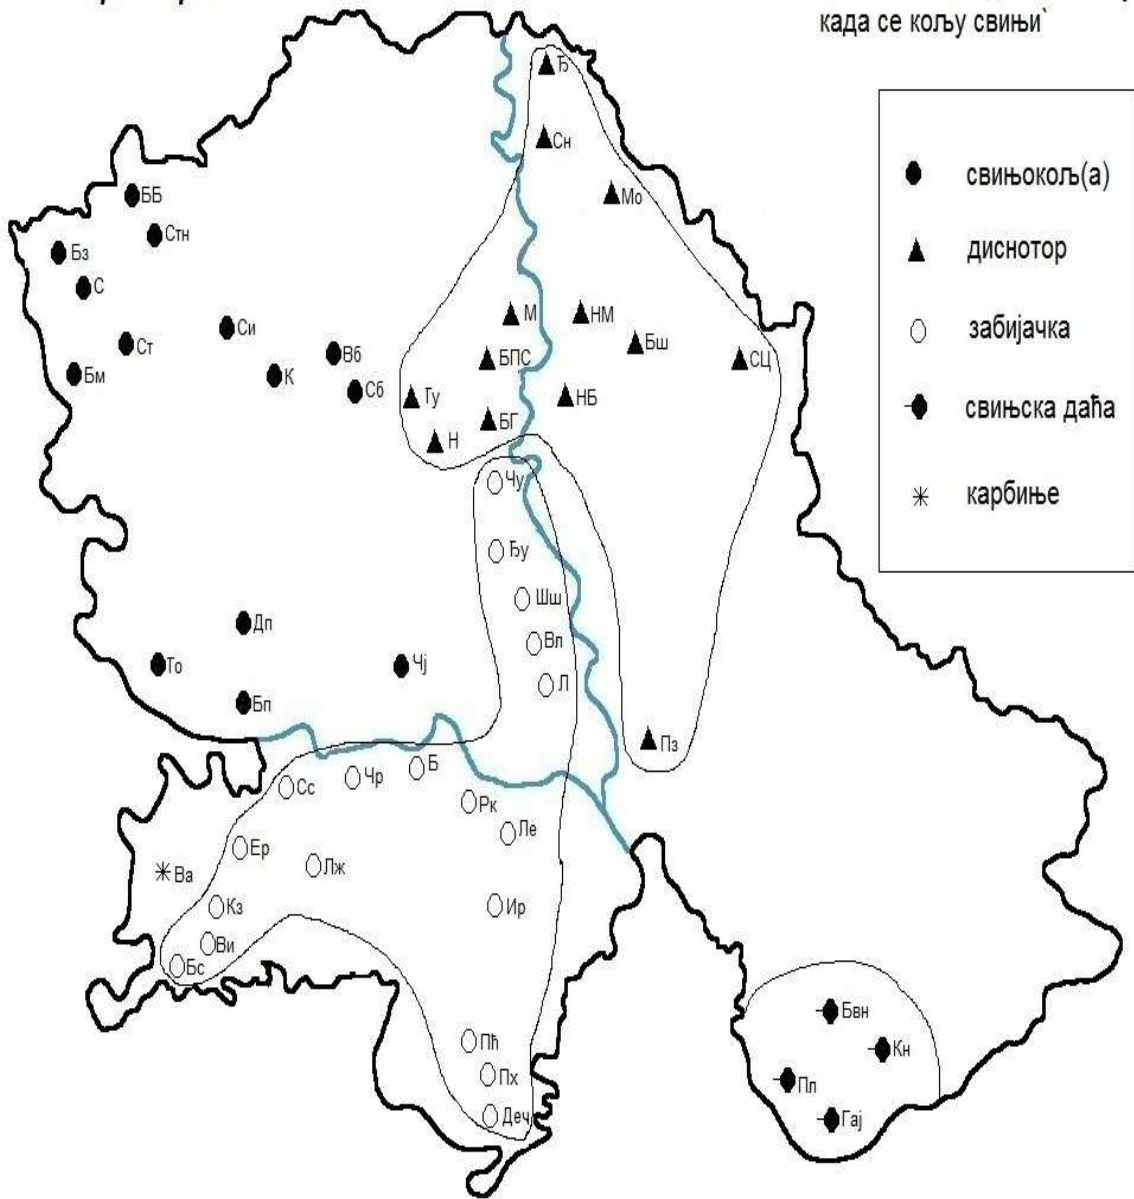 када се кољу свињи`
свињокољ(а)
диснотор
забијачка
свињска даћа
карбиње
Ђ
Сн
Мо
ББ
Стн
Бз
С
Си
Ст
Бм
К
Вб
Сб
М
НМ
Бш
БПС
СЦ
Ту
НБ
БГ
Н
Чу
Ђу
Шш
Вл
Л
Дп
То
Чј
Бп
Пз
Б
Чр
Сс
Рк
Ле
Ер
Лж
Ва
Кз
Ир
Ви
Бс
Пћ
Пх
Деч
Бвн
Кн
Пл
Гај